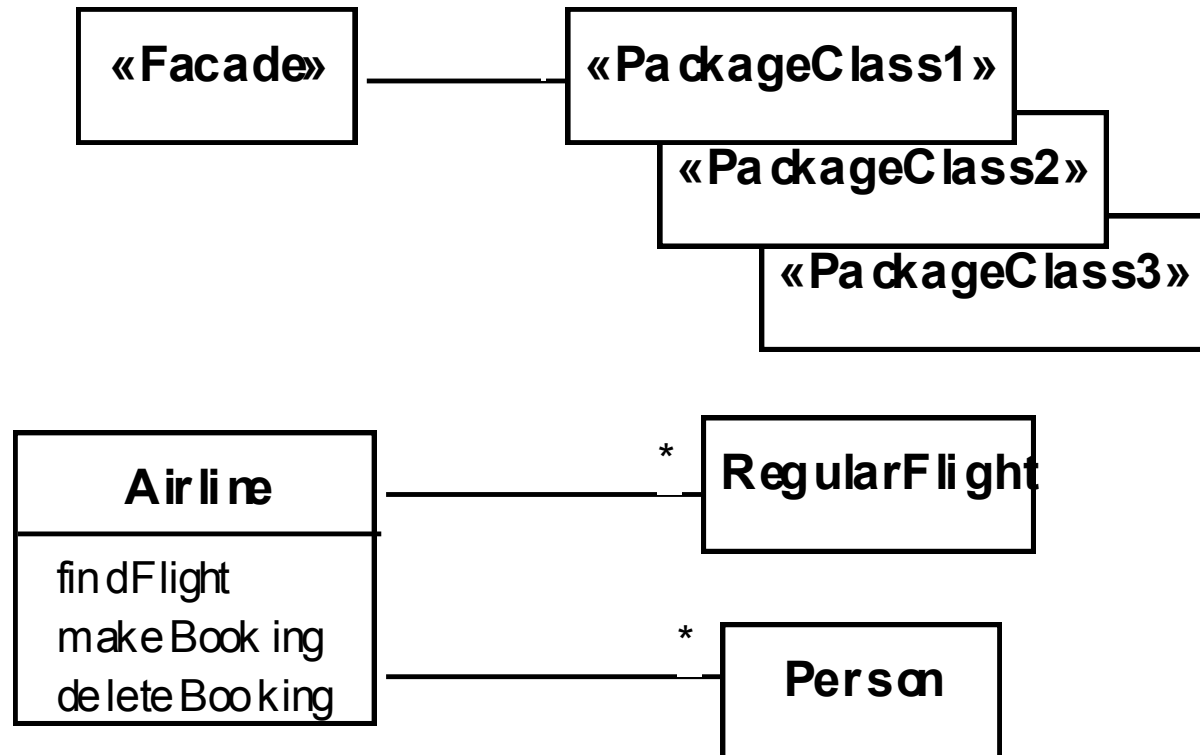 «Facade»
«PackageClass1»
«PackageClass2»
«PackageClass3»
Airline
findFlight
makeBooking
deleteBooking
*
RegularFlight
*
Person